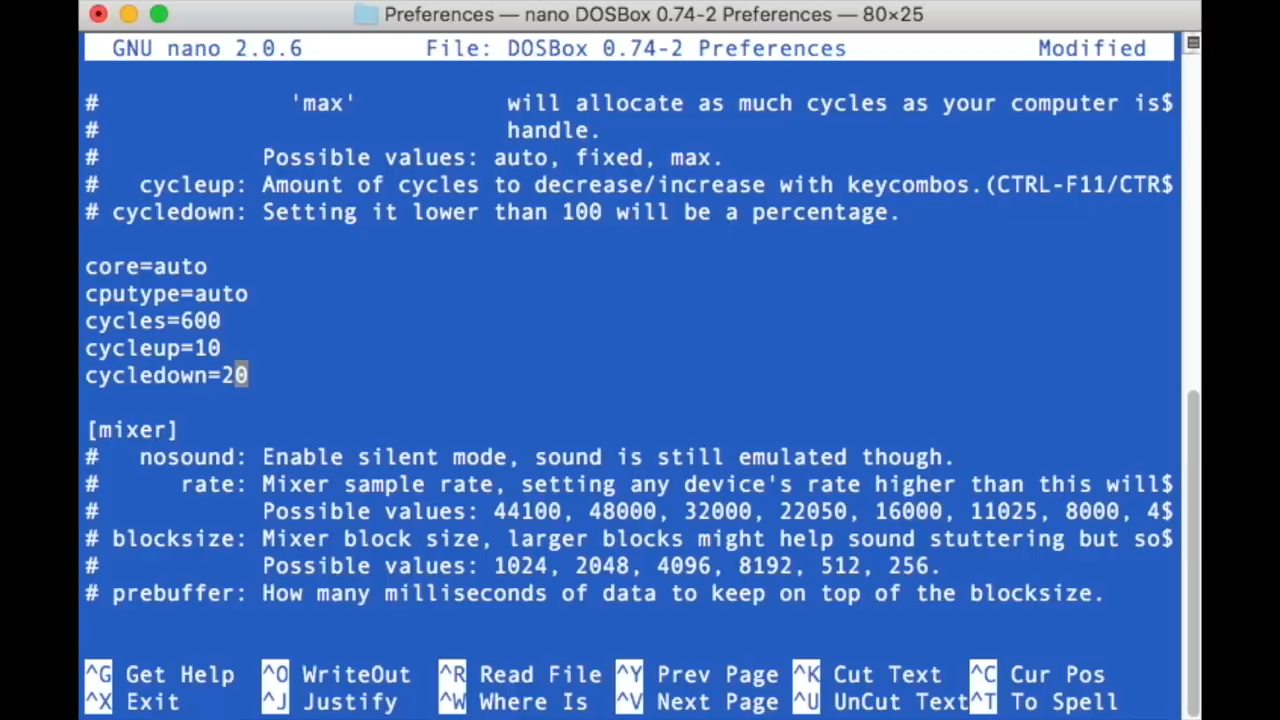 Preferences — nano DOSBox 0.74-2 Preferences — 80×25
GNU nano 2.0.6 File: DOSBox 0.74-2 Preferences Modified
# 'max' will allocate as much cycles as your computer is$
# handle.
# Possible values: auto, fixed, max.
# cycleup: Amount of cycles to decrease/increase with keycombos.(CTRL-F11/CTR$
# cycledown: Setting it lower than 100 will be a percentage.
core=auto
cputype=auto
cycles=600
cycleup=10
cycledown=20
[mixer]
# nosound: Enable silent mode, sound is still emulated though.
# rate: Mixer sample rate, setting any device's rate higher than this will$
# Possible values: 44100, 48000, 32000, 22050, 16000, 11025, 8000, 4$
# blocksize: Mixer block size, larger blocks might help sound stuttering but so$
# Possible values: 1024, 2048, 4096, 8192, 512, 256.
# prebuffer: How many milliseconds of data to keep on top of the blocksize.
^G Get Help ^O WriteOut ^R Read File ^Y Prev Page ^K Cut Text ^C Cur Pos
^X Exit ^J Justify ^W Where Is ^V Next Page ^U UnCut Text ^T To Spell